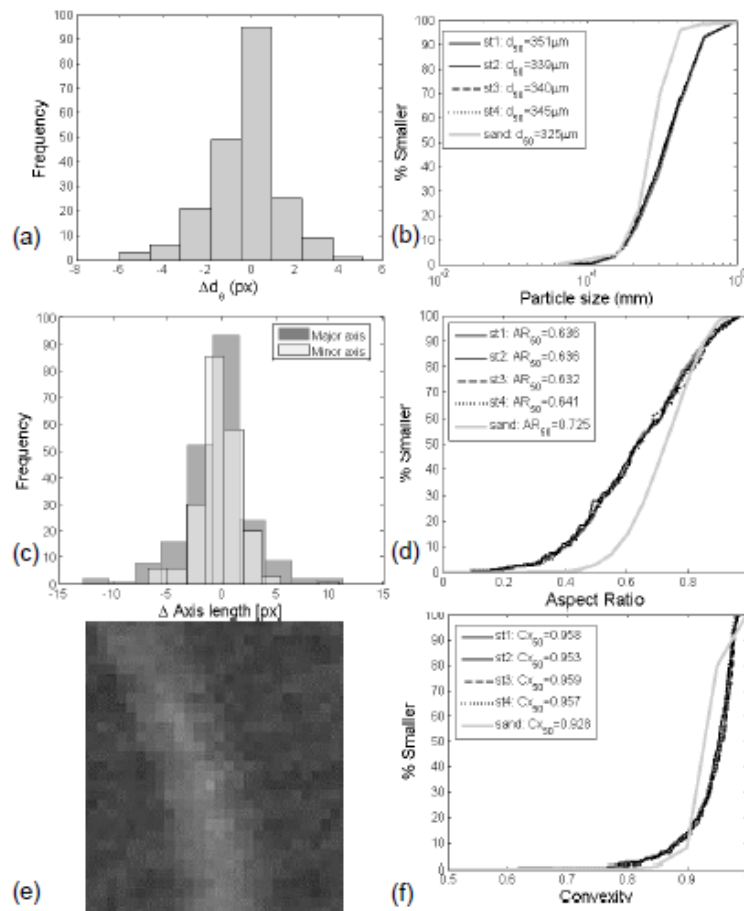 100
90
80
70
60
50
40
30
20
10
0
Frequency
-8
-6
-4
-2
0
2
4
6
(a)
Δdₑ (px)
100
90
80
70
60
50
40
30
20
10
0
% Smaller
st1: d₅₀=351μm
st2: d₅₀=339μm
st3: d₅₀=340μm
st4: d₅₀=345μm
sand: d₅₀=325μm
(b)
10⁰
Particle size (mm)
100
90
80
70
60
50
40
30
20
10
0
Frequency
Major axis
Minor axis
-15
-10
-5
0
5
10
15
(c)
Δ Axis length [px]
100
90
80
70
60
50
40
30
20
10
0
% Smaller
st1: AR₅₀=0.636
st2: AR₅₀=0.636
st3: AR₅₀=0.632
st4: AR₅₀=0.641
sand: AR₅₀=0.725
0
0.2
0.4
0.6
0.8
(d)
Aspect Ratio
(e)
100
90
80
70
60
50
40
30
20
10
0
% Smaller
st1: Cx₅₀=0.958
st2: Cx₅₀=0.953
st3: Cx₅₀=0.959
st4: Cx₅₀=0.957
sand: Cx₅₀=0.928
0.5
0.6
0.7
0.8
0.9
(f)
Convexity